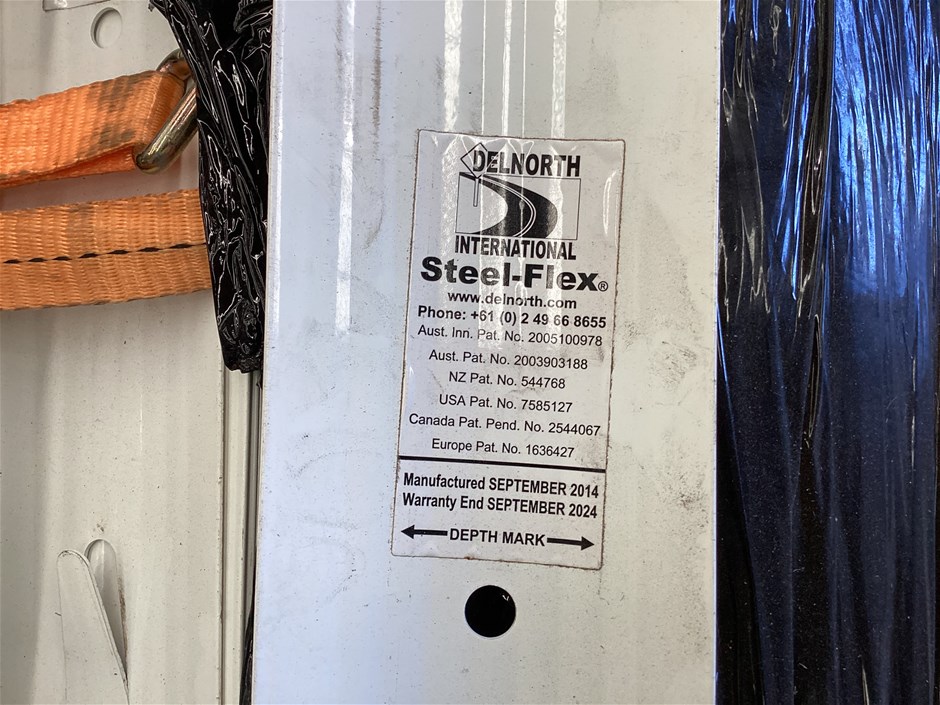 DELNORTH
INTERNATIONAL
Steel-Flex®
www.delnorth.com
Phone: +61 (0) 2 49 66 8655
Aust. Inn. Pat. No. 2005100978
Aust. Pat. No. 2003903188
NZ Pat. No. 544768
USA Pat. No. 7585127
Canada Pat. Pend. No. 2544067
Europe Pat. No. 1636427
Manufactured SEPTEMBER 2014
Warranty End SEPTEMBER 2024
DEPTH MARK